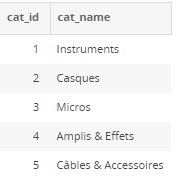 cat_id cat_name
1 Instruments
2 Casques
3 Micros
4 Amplis & Effets
5 Câbles & Accessoires